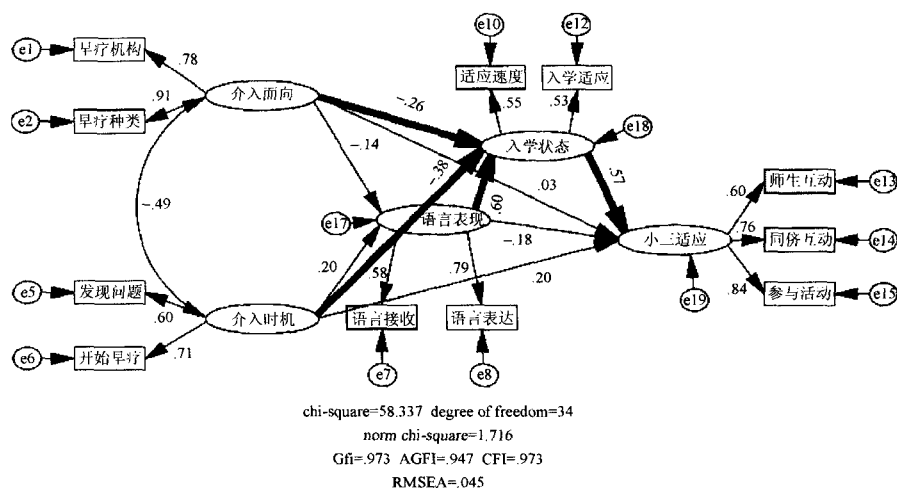 e10 e12
e1 早疗机构 .78
适应速度 入学适应
介入面向 -.26 .55 .53
e2 早疗种类 .91
e18
入学状态
-.14
-.38 .03 .57
师生互动 e13
.60
-.49 e17 语言表现 .60
-.18 小三适应 .76 同侪互动 e14
.20 .58 .79 .20
e5 发现问题 .84 参与活动 e15
.60 介入时机 语言接收 语言表达 e19
e6 开始早疗 .71
e7 e8
chi-square=58.337 degree of freedom=34
norm chi-square=1.716
Gfi=.973 AGFI=.947 CFI=.973
RMSEA=.045